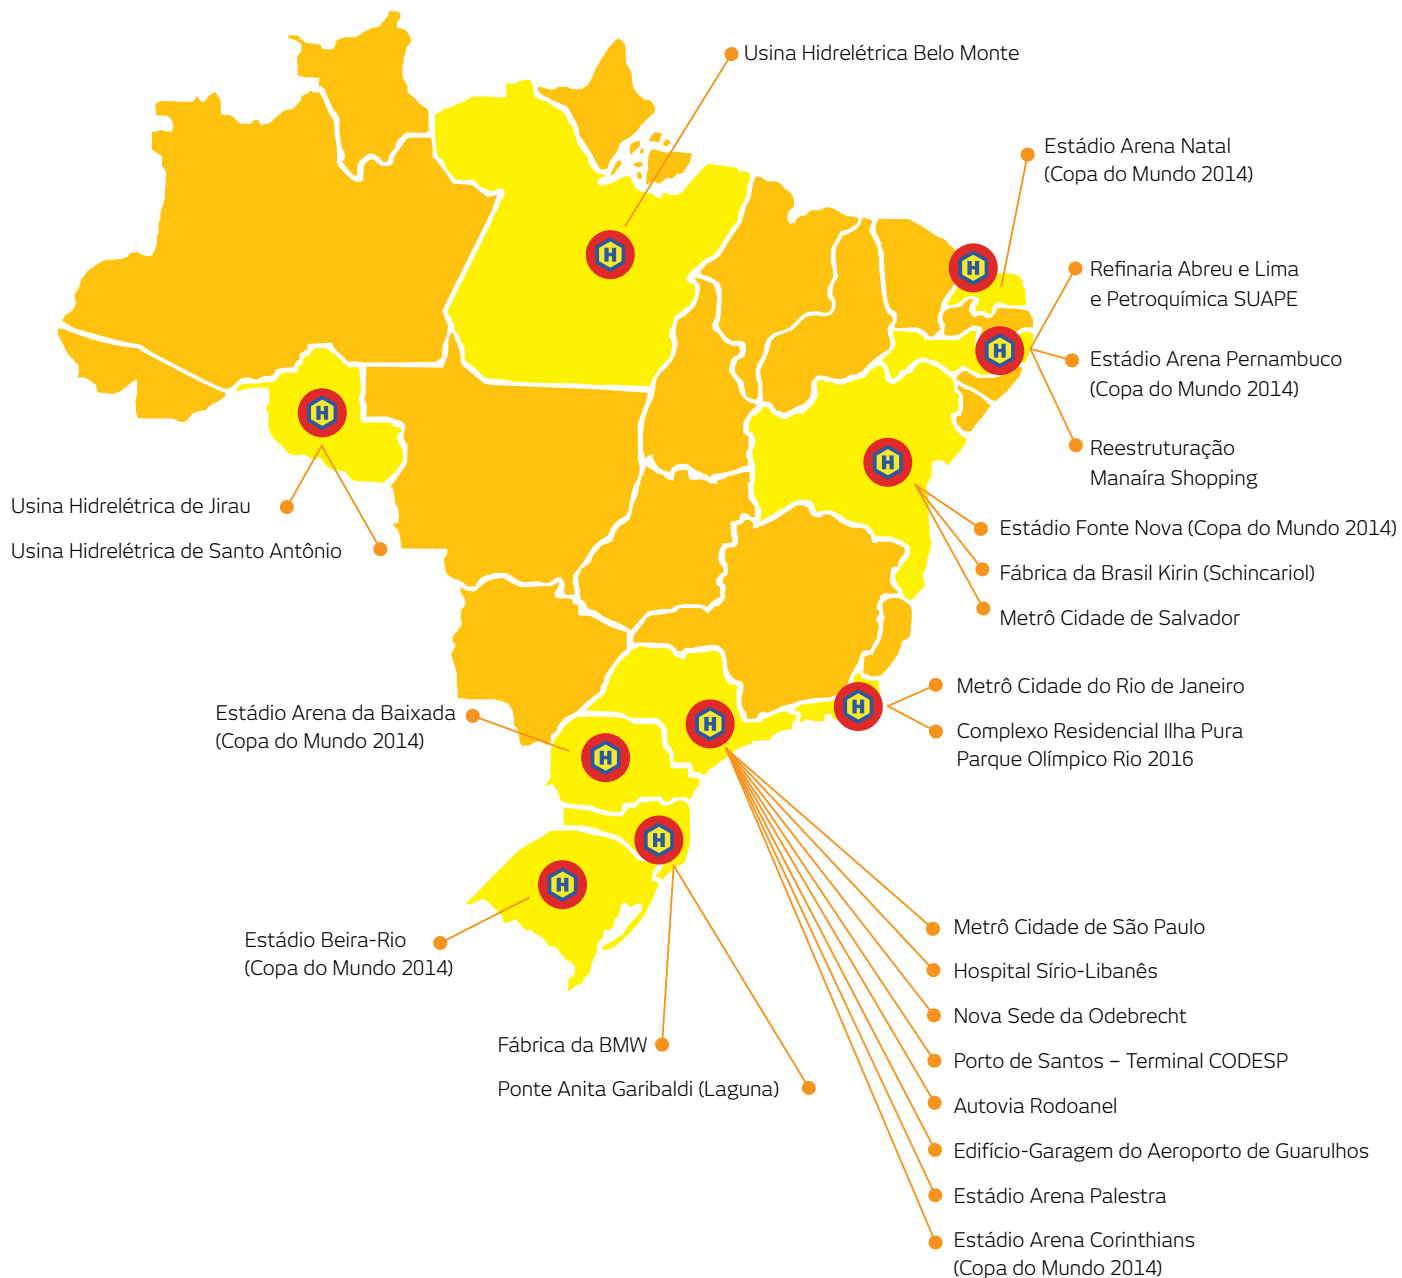 Usina Hidrelétrica Belo Monte
Estádio Arena Natal
(Copa do Mundo 2014)
H
H
Refinaria Abreu e Lima
e Petroquímica SUAPE
H
Estádio Arena Pernambuco
(Copa do Mundo 2014)
H
Reestruturação
Manaíra Shopping
H
Usina Hidrelétrica de Jirau
Usina Hidrelétrica de Santo Antônio
Estádio Fonte Nova (Copa do Mundo 2014)
Fábrica da Brasil Kirin (Schincariol)
Metrô Cidade de Salvador
Metrô Cidade do Rio de Janeiro
H
Complexo Residencial Ilha Pura
Parque Olímpico Rio 2016
Estádio Arena da Baixada
(Copa do Mundo 2014)
H
H
H
H
Estádio Beira-Rio
(Copa do Mundo 2014)
Fábrica da BMW
Ponte Anita Garibaldi (Laguna)
Metrô Cidade de São Paulo
Hospital Sírio-Libanês
Nova Sede da Odebrecht
Porto de Santos – Terminal CODESP
Autovia Rodoanel
Edifício-Garagem do Aeroporto de Guarulhos
Estádio Arena Palestra
Estádio Arena Corinthians
(Copa do Mundo 2014)